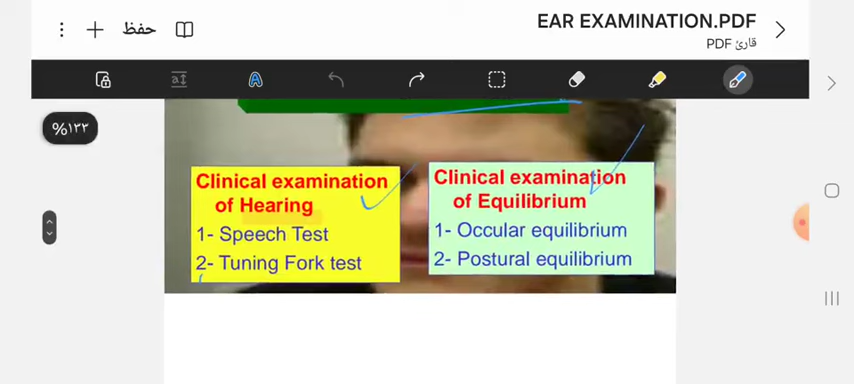 EAR EXAMINATION.PDF
قارئ PDF
حفظ
%١٣٣
Clinical examination
of Hearing
1- Speech Test
2- Tuning Fork test
Clinical examination
of Equilibrium
1- Occular equilibrium
2- Postural equilibrium